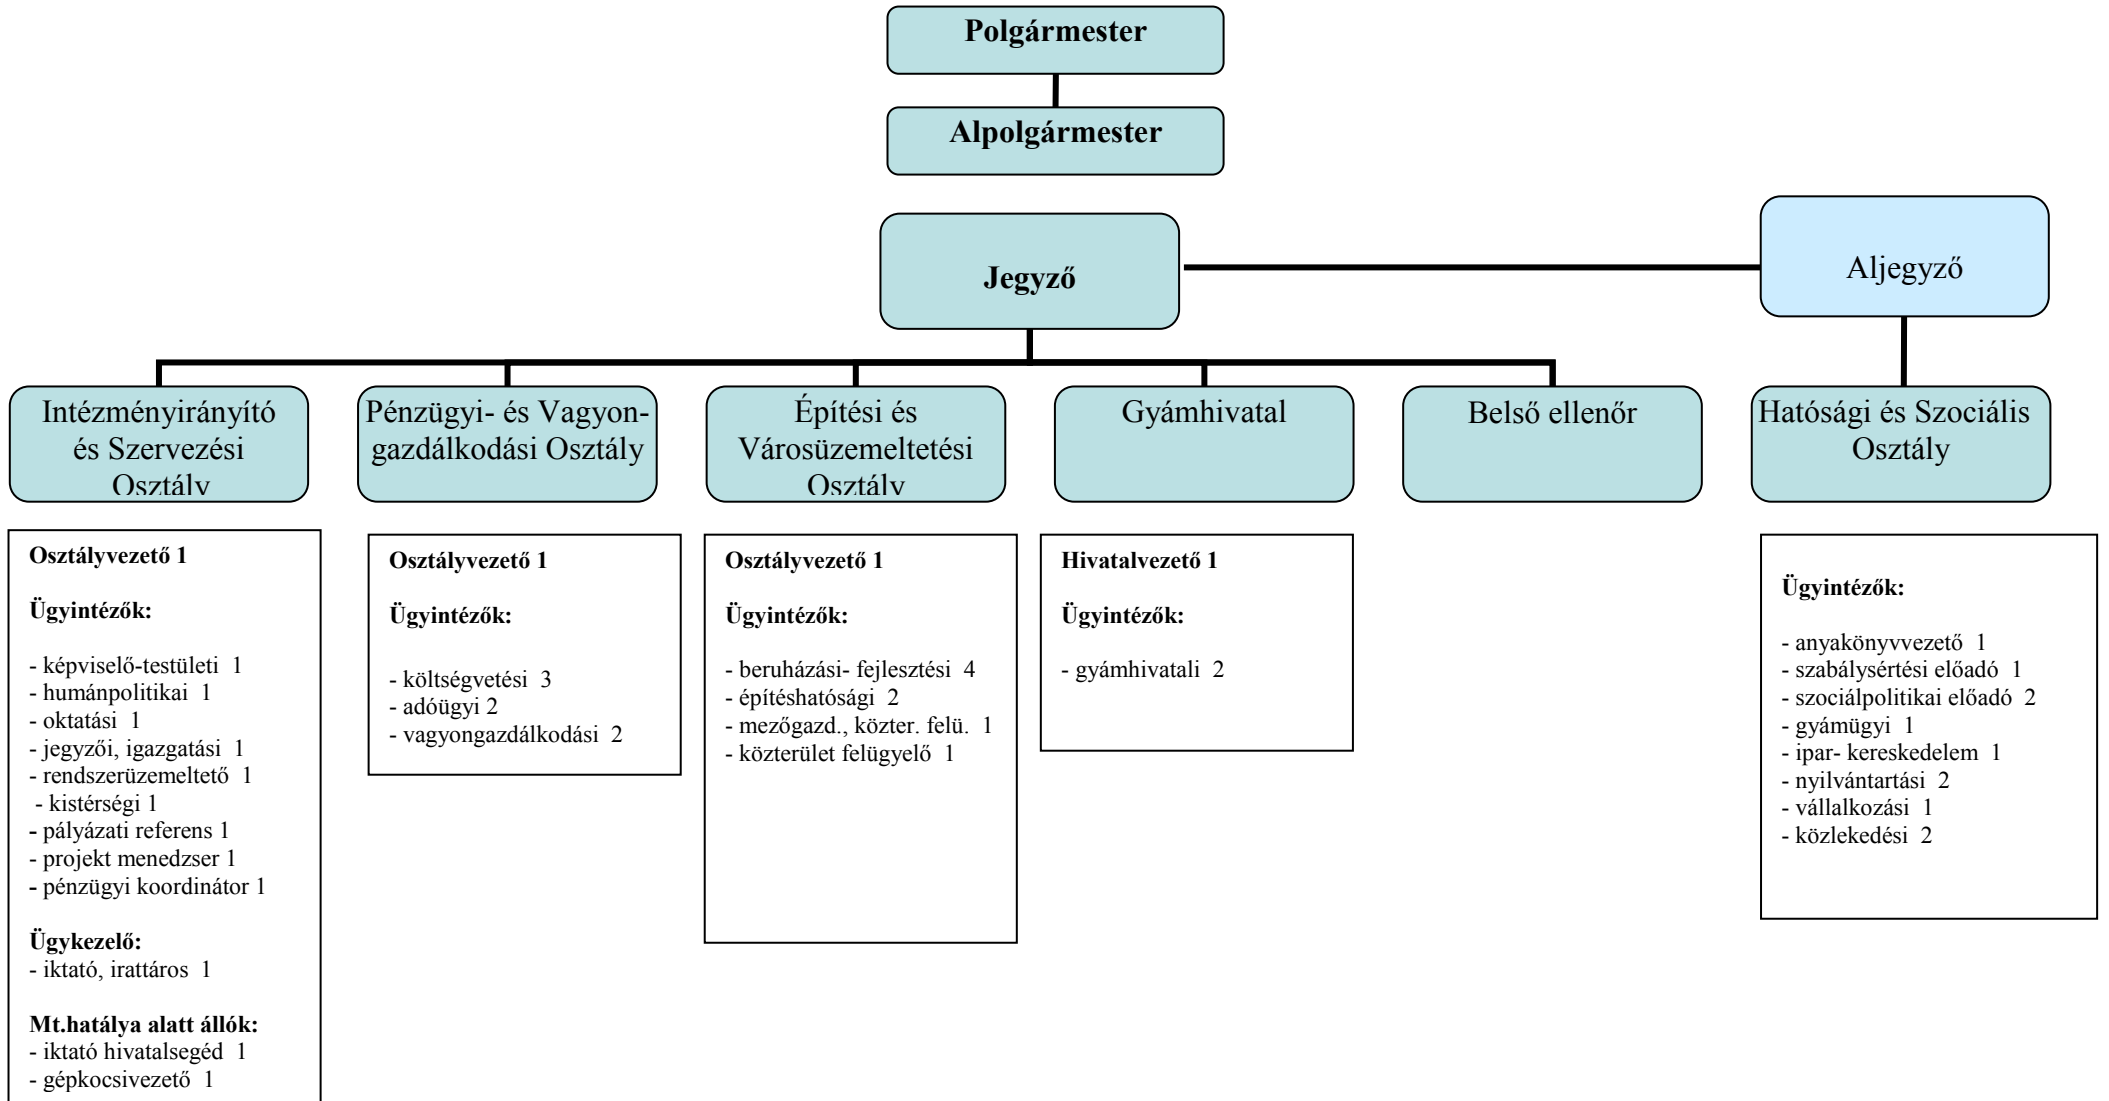 Polgármester
Alpolgármester
Jegyző
Aljegyző
Intézményirányító
és Szervezési
Osztály
Pénzügyi- és Vagyon-
gazdálkodási Osztály
Építési és
Városüzemeltetési
Osztály
Gyámhivatal
Belső ellenőr
Hatósági és Szociális
Osztály
Osztályvezető 1
Ügyintézők:
- képviselő-testületi 1
- humánpolitikai 1
- oktatási 1
- jegyzői, igazgatási 1
- rendszerüzemeltető 1
- kistérségi 1
- pályázati referens 1
- projekt menedzser 1
- pénzügyi koordinátor 1
Ügykezelő:
- iktató, irattáros 1
Mt.hatálya alatt állók:
- iktató hivatalsegéd 1
- gépkocsivezető 1
Osztályvezető 1
Ügyintézők:
- költségvetési 3
- adóügyi 2
- vagyongazdálkodási 2
Osztályvezető 1
Ügyintézők:
- beruházási- fejlesztési 4
- építéshatósági 2
- mezőgazd., közter. felü. 1
- közterület felügyelő 1
Hivatalvezető 1
Ügyintézők:
- gyámhivatali 2
Ügyintézők:
- anyakönyvvezető 1
- szabálysértési előadó 1
- szociálpolitikai előadó 2
- gyámügyi 1
- ipar- kereskedelem 1
- nyilvántartási 2
- vállalkozási 1
- közlekedési 2